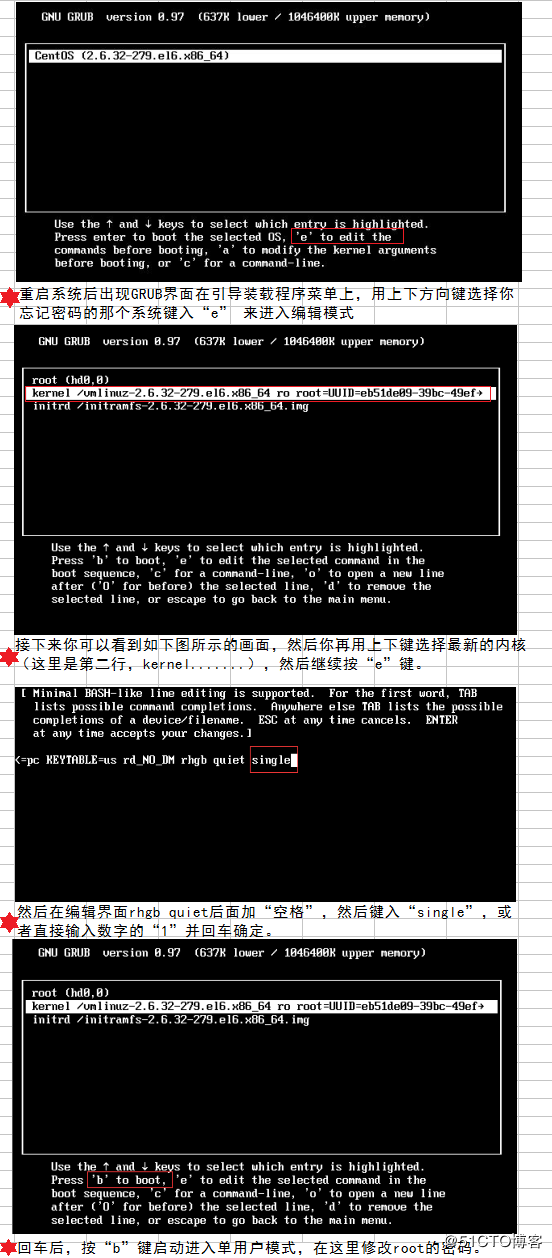 GNU GRUB  version 0.97  (637K lower / 1046400K upper memory)
CentOS (2.6.32-279.el6.x86_64)
Use the ↑ and ↓ keys to select which entry is highlighted.
Press enter to boot the selected OS, 'e' to edit the
commands before booting, 'a' to modify the kernel arguments
before booting, or 'c' for a command-line.
重启系统后出现GRUB界面在引导装载程序菜单上，用上下方向键选择你
忘记密码的那个系统键入“e” 来进入编辑模式
GNU GRUB  version 0.97  (637K lower / 1046400K upper memory)
root (hd0,0)
kernel /vmlinuz-2.6.32-279.el6.x86_64 ro root=UUID=eb51de09-39bc-49ef→
initrd /initramfs-2.6.32-279.el6.x86_64.img
Use the ↑ and ↓ keys to select which entry is highlighted.
Press 'b' to boot, 'e' to edit the selected command in the
boot sequence, 'c' for a command-line, 'o' to open a new line
after ('O' for before) the selected line, 'd' to remove the
selected line, or escape to go back to the main menu.
接下来你可以看到如下图所示的画面，然后你再用上下键选择最新的内核
（这里是第二行，kernel.......），然后继续按“e”键。
[ Minimal BASH-like line editing is supported.  For the first word, TAB
lists possible command completions.  Anywhere else TAB lists the possible
completions of a device/filename.  ESC at any time cancels.  ENTER
at any time accepts your changes.]
<=pc KEYTABLE=us rd_NO_DM rhgb quiet single
然后在编辑界面rhgb quiet后面加“空格”，然后键入“single”，或
者直接输入数字的“1”并回车确定。
GNU GRUB  version 0.97  (637K lower / 1046400K upper memory)
root (hd0,0)
kernel /vmlinuz-2.6.32-279.el6.x86_64 ro root=UUID=eb51de09-39bc-49ef→
initrd /initramfs-2.6.32-279.el6.x86_64.img
Use the ↑ and ↓ keys to select which entry is highlighted.
Press 'b' to boot, 'e' to edit the selected command in the
boot sequence, 'c' for a command-line, 'o' to open a new line
after ('O' for before) the selected line, 'd' to remove the
selected line, or escape to go back to the main menu.
回车后，按“b”键启动进入单用户模式，在这里修改root的密码。
@51CTO博客